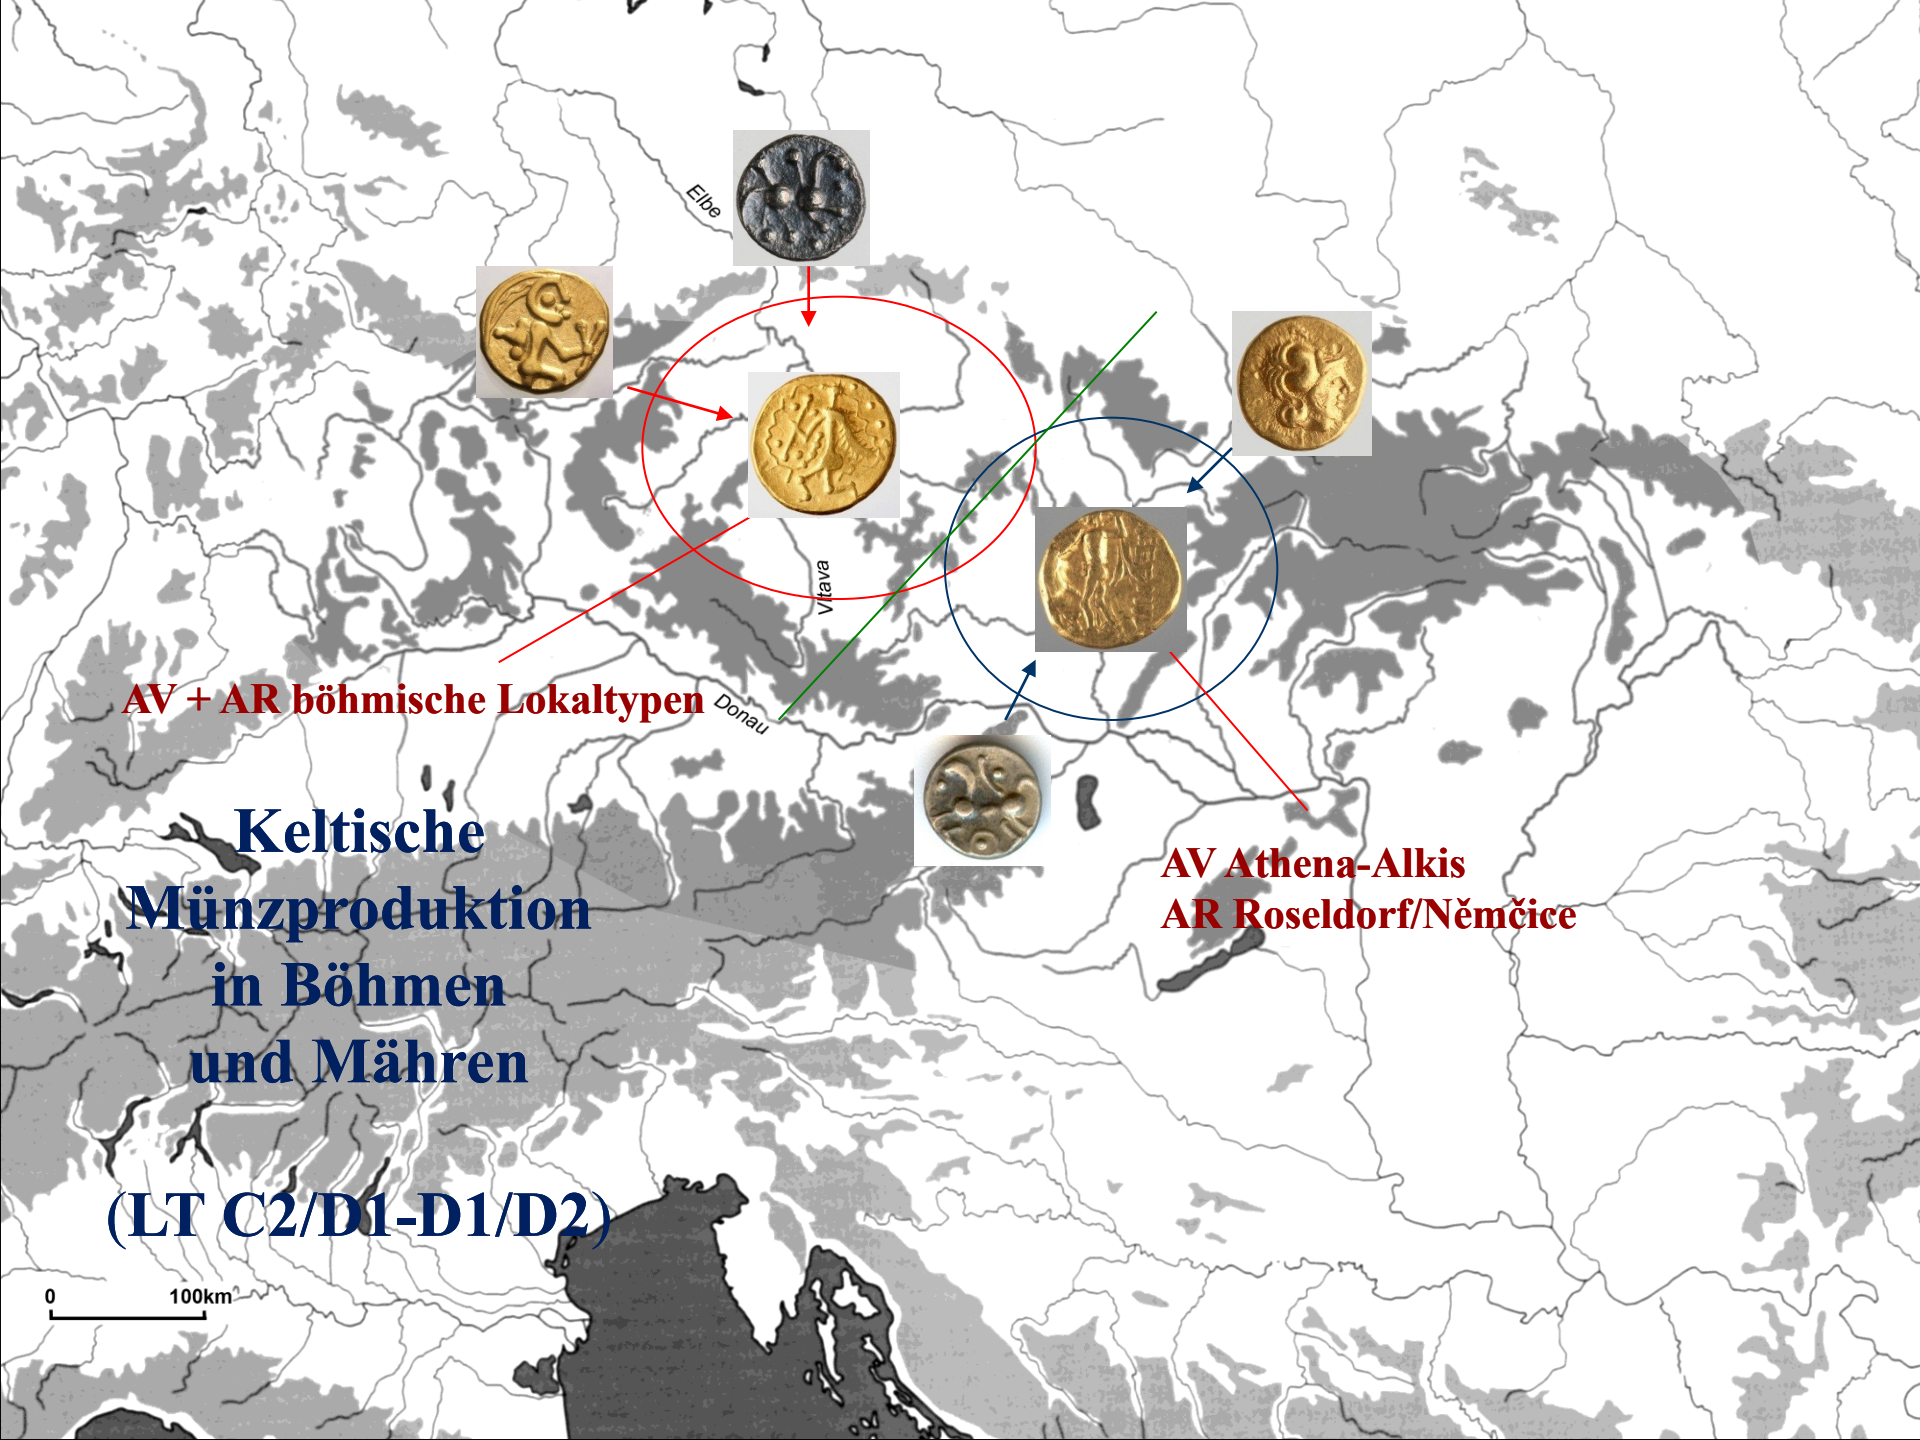 Elbe
Vltava
Donau
AV + AR böhmische Lokaltypen
Keltische
Münzproduktion
in Böhmen
und Mähren
(LT C2/D1-D1/D2)
AV Athena-Alkis
AR Roseldorf/Němčice
0 100km